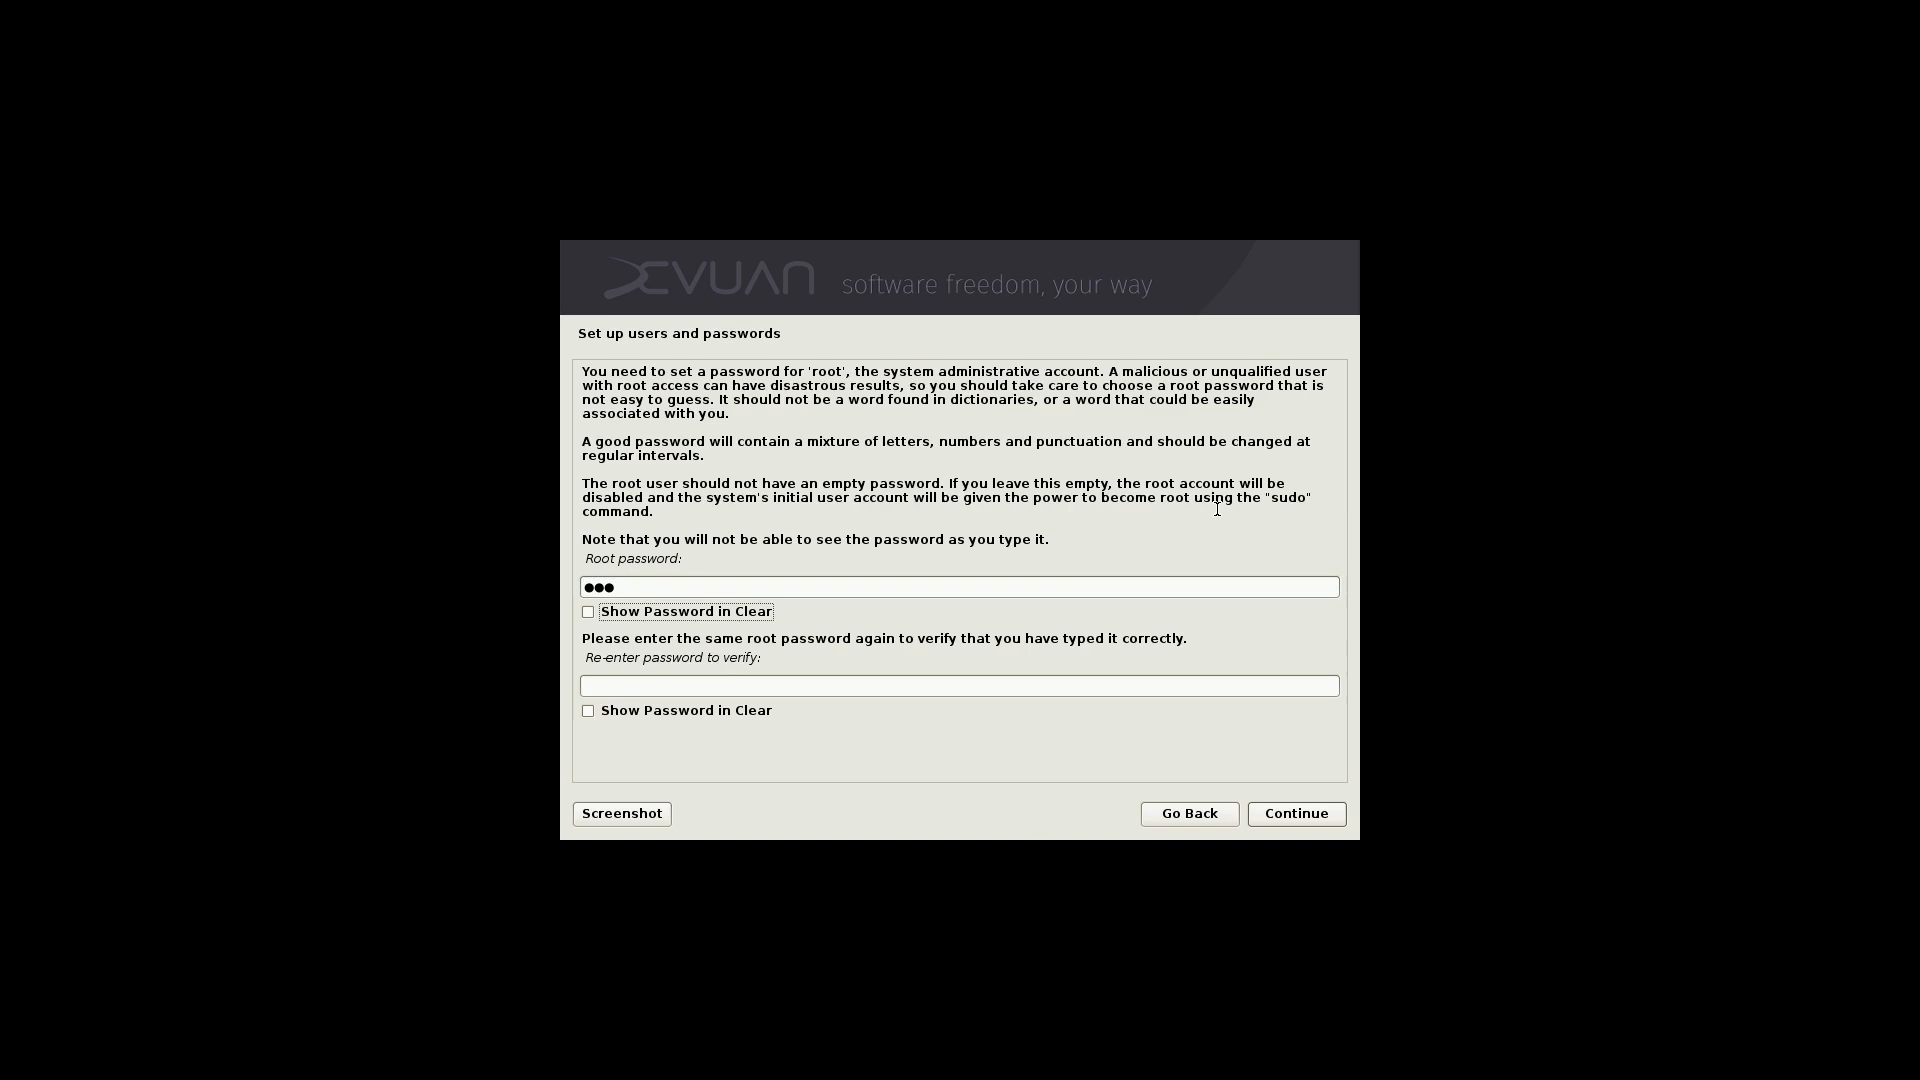 DEVUAN software freedom, your way
Set up users and passwords
You need to set a password for 'root', the system administrative account. A malicious or unqualified user
with root access can have disastrous results, so you should take care to choose a root password that is
not easy to guess. It should not be a word found in dictionaries, or a word that could be easily
associated with you.
A good password will contain a mixture of letters, numbers and punctuation and should be changed at
regular intervals.
The root user should not have an empty password. If you leave this empty, the root account will be
disabled and the system's initial user account will be given the power to become root using the "sudo"
command.
Note that you will not be able to see the password as you type it.
Root password:
●●●
Show Password in Clear
Please enter the same root password again to verify that you have typed it correctly.
Re-enter password to verify:
Show Password in Clear
Screenshot Go Back Continue